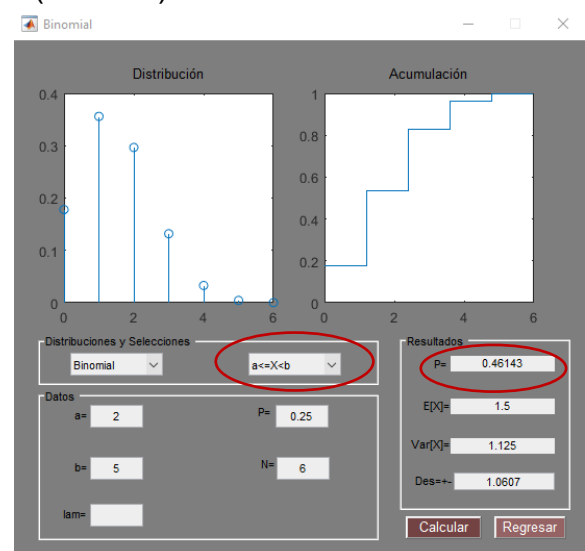 Binomial
Distribución
Acumulación
0.4
0.3
0.2
0.1
0
0 2 4 6
1
0.8
0.6
0.4
0.2
0
0 2 4 6
Distribuciones y Selecciones
Binomial
a<=X<b
Resultados
P= 0.46143
E[X]= 1.5
Var[X]= 1.125
Des=+- 1.0607
Datos
a= 2
P= 0.25
b= 5
N= 6
lam=
Calcular
Regresar